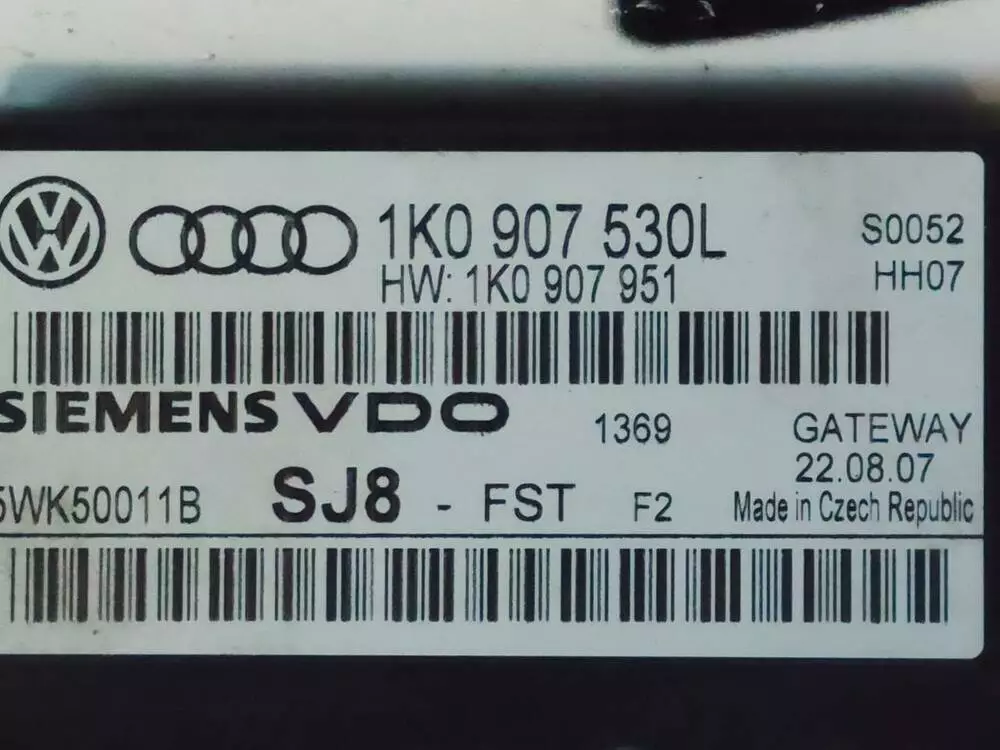 1K0 907 530L S0052
HW: 1K0 907 951 HH07
SIEMENS VDO 1369 GATEWAY
22.08.07
5WK50011B SJ8 - FST F2 Made in Czech Republic